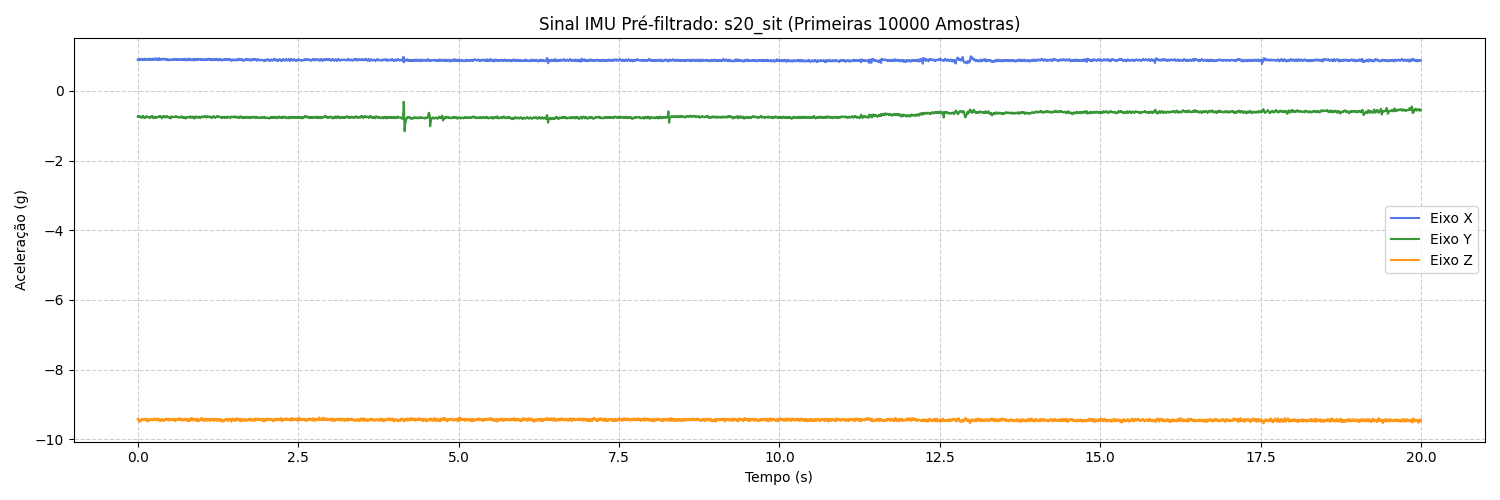 Sinal IMU Pré-filtrado: s20_sit (Primeiras 10000 Amostras)
Aceleração (g)
0
−2
−4
−6
−8
−10
Eixo X
Eixo Y
Eixo Z
0.0 2.5 5.0 7.5 10.0 12.5 15.0 17.5 20.0
Tempo (s)